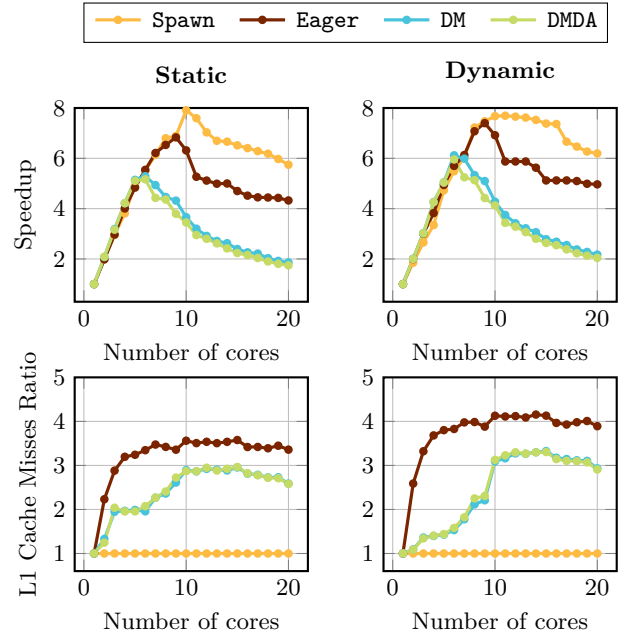 Spawn Eager DM DMDA
Static Dynamic
Speedup
8
6
4
2
0 10 20
Number of cores
8
6
4
2
0 10 20
Number of cores
L1 Cache Misses Ratio
5
4
3
2
1
0 10 20
Number of cores
5
4
3
2
1
0 10 20
Number of cores